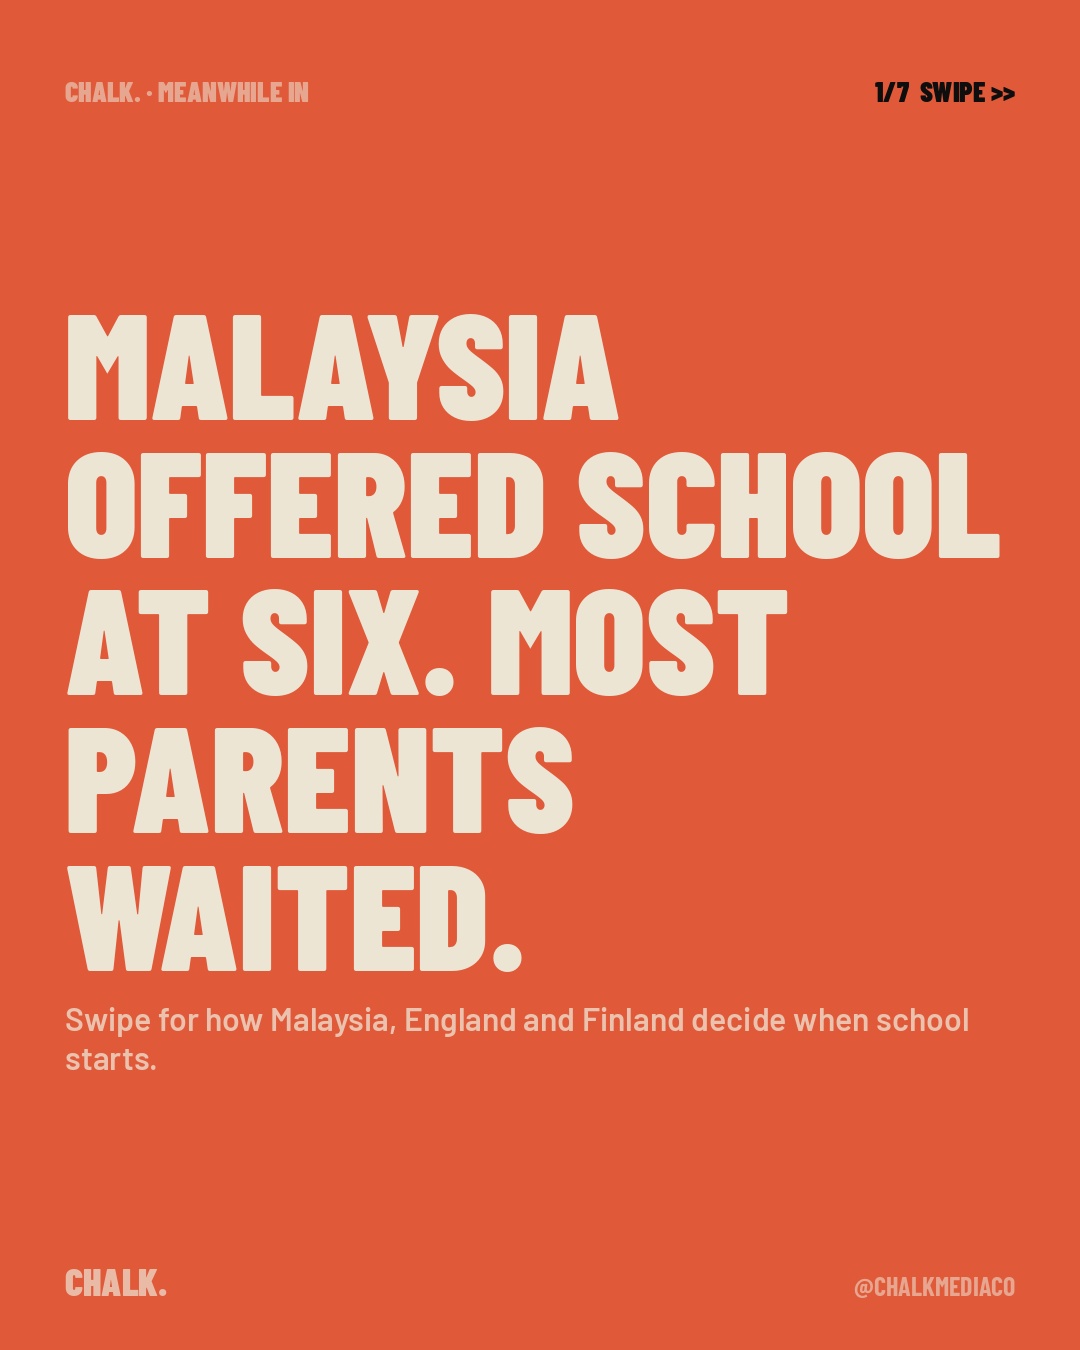 CHALK. · MEANWHILE IN
1/7 SWIPE >>
MALAYSIA
OFFERED SCHOOL
AT SIX. MOST
PARENTS
WAITED.
Swipe for how Malaysia, England and Finland decide when school
starts.
CHALK.
@CHALKMEDIACO